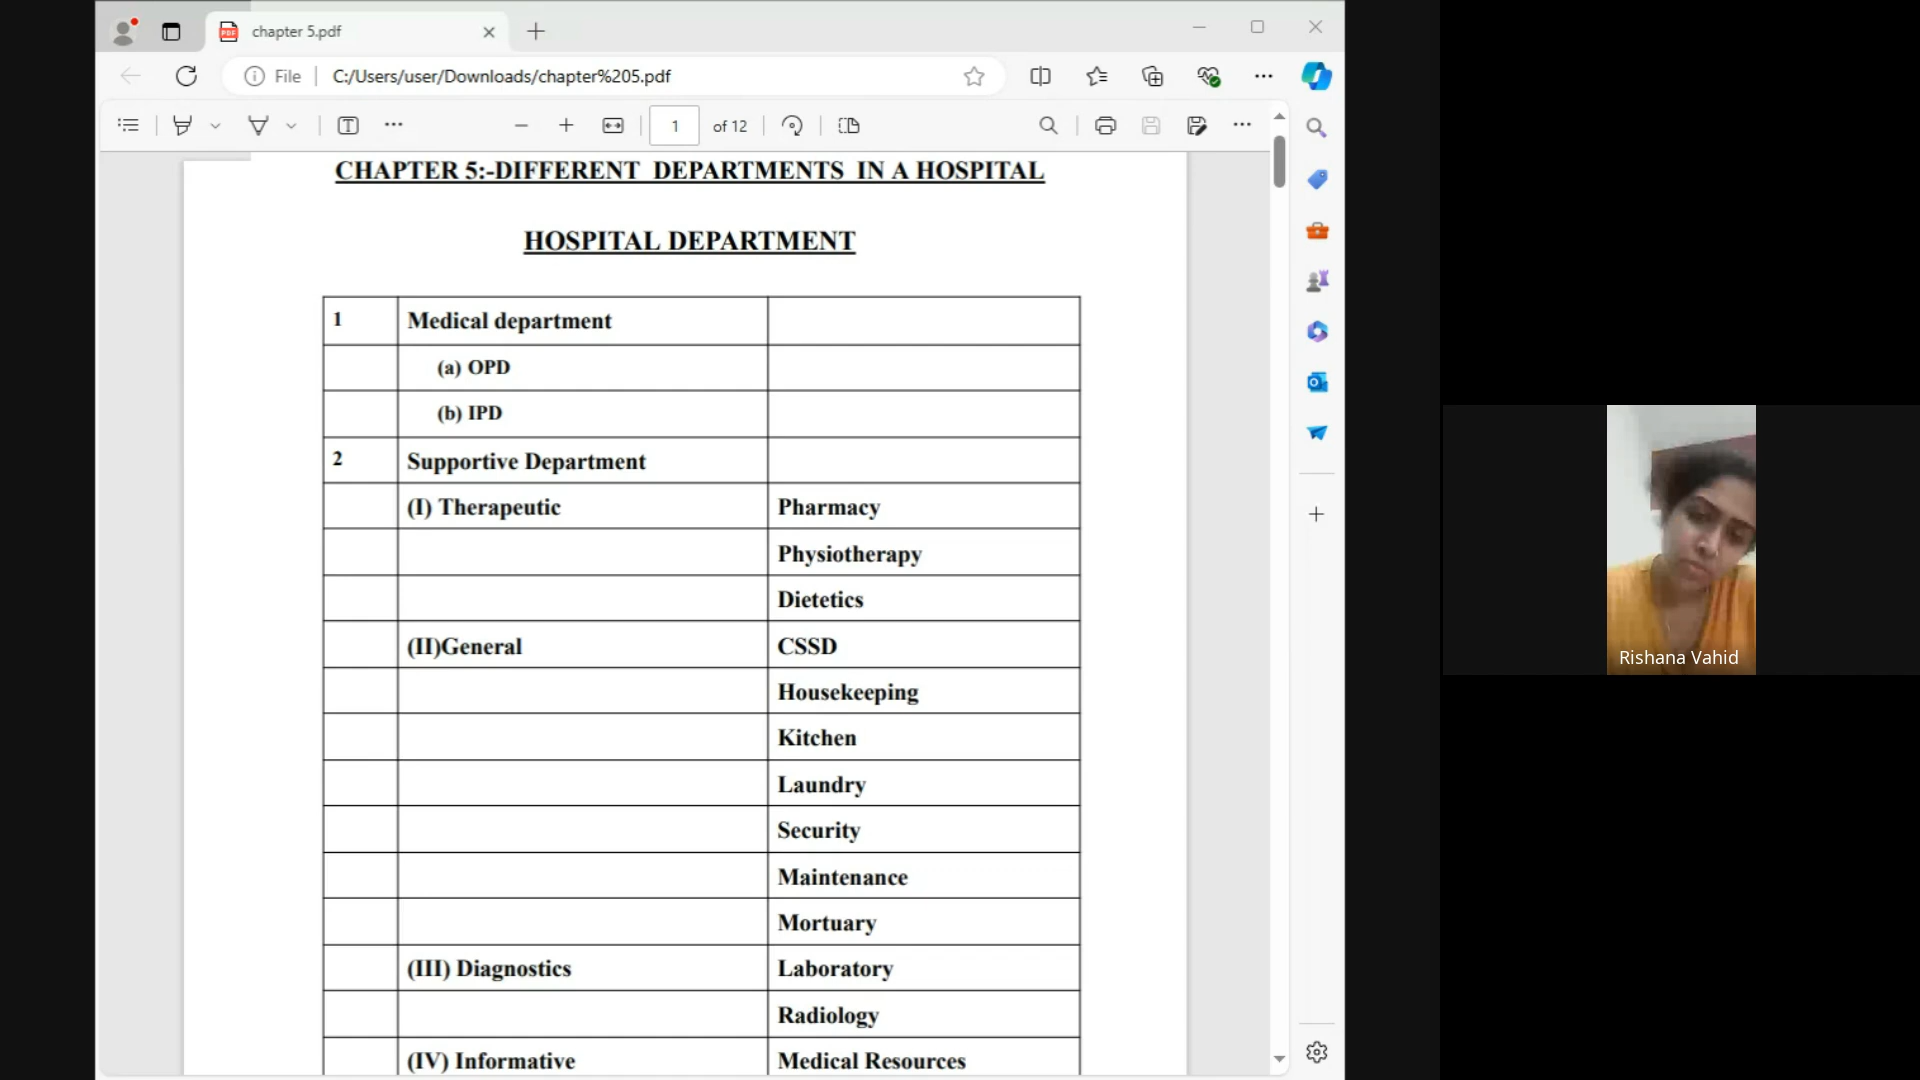 chapter 5.pdf
File
C:/Users/user/Downloads/chapter%205.pdf
1 of 12
CHAPTER 5:-DIFFERENT DEPARTMENTS IN A HOSPITAL
HOSPITAL DEPARTMENT
1 Medical department
(a) OPD
(b) IPD
2 Supportive Department
(I) Therapeutic Pharmacy
Physiotherapy
Dietetics
(II)General CSSD
Housekeeping
Kitchen
Laundry
Security
Maintenance
Mortuary
(III) Diagnostics Laboratory
Radiology
(IV) Informative Medical Resources
Rishana Vahid